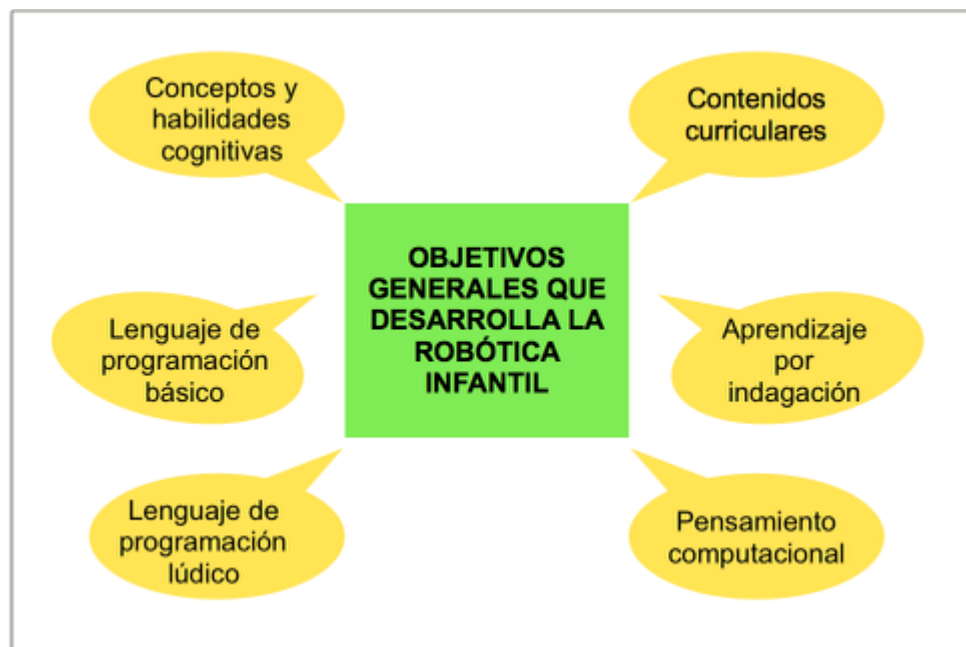 Conceptos y
habilidades
cognitivas
Contenidos
curriculares
OBJETIVOS
GENERALES QUE
DESARROLLA LA
ROBÓTICA
INFANTIL
Lenguaje de
programación
básico
Aprendizaje
por
indagación
Lenguaje de
programación
lúdico
Pensamiento
computacional